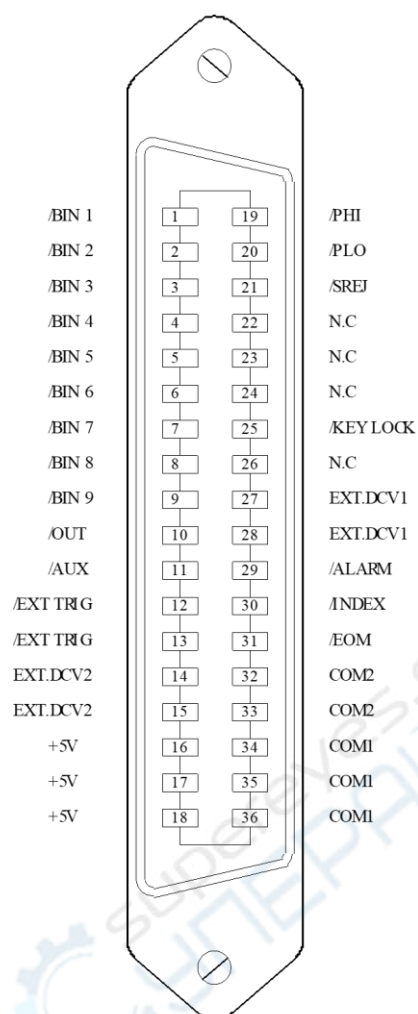 /BIN 1 1 19 /PHI
/BIN 2 2 20 /PLO
/BIN 3 3 21 /SREJ
/BIN 4 4 22 N.C
/BIN 5 5 23 N.C
/BIN 6 6 24 N.C
/BIN 7 7 25 /KEY LOCK
/BIN 8 8 26 N.C
/BIN 9 9 27 EXT.DCV1
/OUT 10 28 EXT.DCV1
/AUX 11 29 /ALARM
/EXT TRIG 12 30 /INDEX
/EXT TRIG 13 31 /EOM
EXT.DCV2 14 32 COM2
EXT.DCV2 15 33 COM2
+5V 16 34 COM1
+5V 17 35 COM1
+5V 18 36 COM1